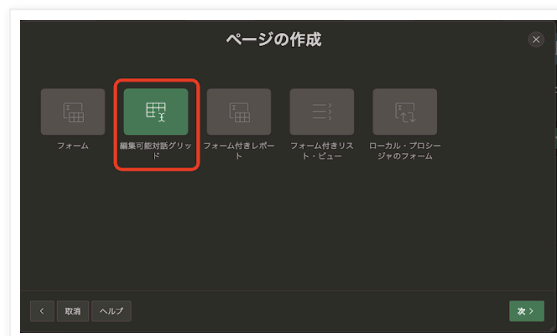 ページの作成
フォーム
編集可能対話グリッ
ド
フォーム付きレポー
ト
フォーム付きリス
ト・ビュー
ローカル・プロシー
ジャのフォーム
取消
ヘルプ
次